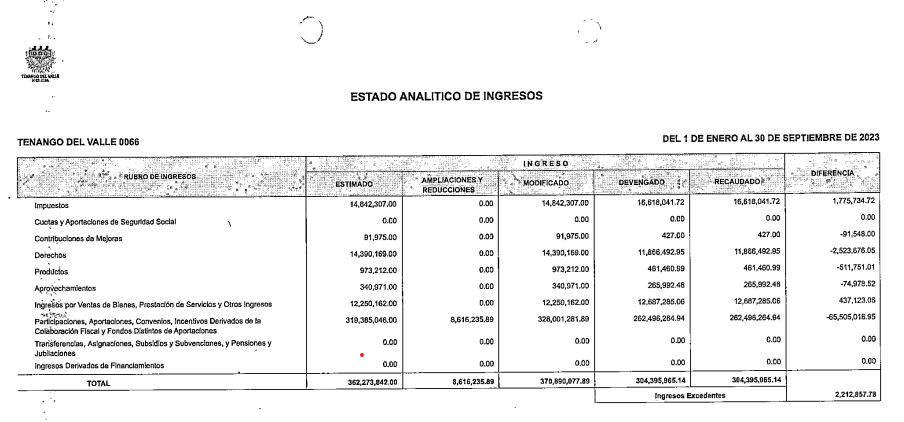 TENANGO DEL VALLE
ESTADO ANALITICO DE INGRESOS
TENANGO DEL VALLE 0066
DEL 1 DE ENERO AL 30 DE SEPTIEMBRE DE 2023
RUBRO DE INGRESOS
INGRESO
DIFERENCIA
ESTIMADO AMPLIACIONES Y REDUCCIONES MODIFICADO DEVENGADO RECAUDADO
Impuestos 14,842,307.00 0.00 14,842,307.00 16,618,041.72 16,618,041.72 1,775,734.72
Cuotas y Aportaciones de Seguridad Social 0.00 0.00 0.00 0.00 0.00 0.00
Contribuciones de Mejoras 91,975.00 0.00 91,975.00 427.00 427.00 -91,548.00
Derechos 14,390,169.00 0.00 14,390,169.00 11,866,492.95 11,866,492.95 -2,523,676.05
Productos 973,212.00 0.00 973,212.00 461,460.99 461,460.99 -511,751.01
Aprovechamientos 340,971.00 0.00 340,971.00 265,992.48 265,992.48 -74,978.52
Ingresos por Ventas de Bienes, Prestación de Servicios y Otros Ingresos 12,250,162.00 0.00 12,250,162.00 12,687,285.06 12,687,285.06 437,123.06
Participaciones, Aportaciones, Convenios, Incentivos Derivados de la 319,385,046.00 8,616,235.89 328,001,281.89 262,496,264.94 262,496,264.94 -65,505,016.95
Colaboración Fiscal y Fondos Distintos de Aportaciones
Transferencias, Asignaciones, Subsidios y Subvenciones, y Pensiones y 0.00 0.00 0.00 0.00 0.00 0.00
Jubilaciones
Ingresos Derivados de Financiamientos 0.00 0.00 0.00 0.00 0.00 0.00
TOTAL 362,273,842.00 8,616,235.89 370,890,077.89 304,395,965.14 304,395,965.14
Ingresos Excedentes 2,212,857.78